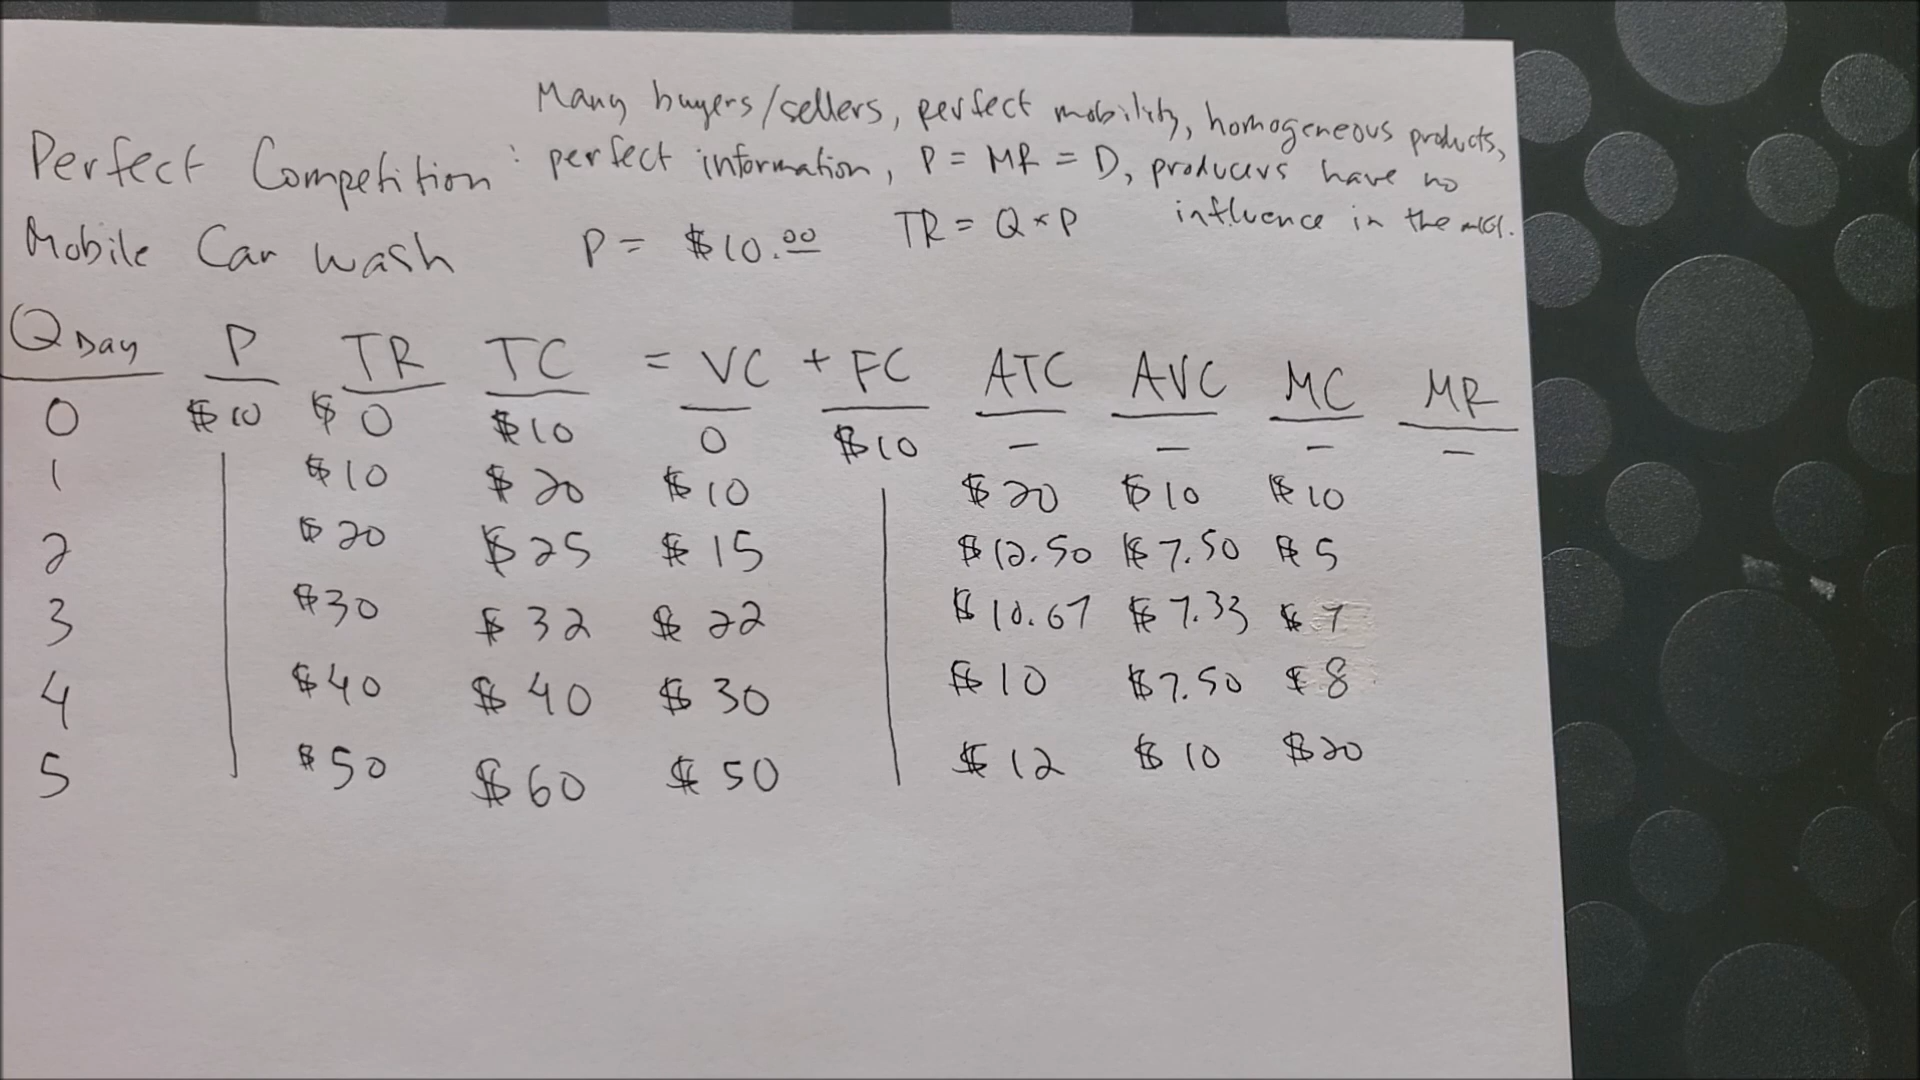 Many buyers/sellers, perfect mobility, homogeneous products,
Perfect Competition : perfect information, P = MR = D, producers have no
influence in the mkt.
Mobile Car wash P = $10.00 TR = Q × P
Q Day P TR TC = VC + FC ATC AVC MC MR
0 $10 $0 $10 0 $10 – – – –
1 $10 $20 $10 $20 $10 $10
2 $20 $25 $15 $12.50 $7.50 $5
3 $30 $32 $22 $10.67 $7.33 $7
4 $40 $40 $30 $10 $7.50 $8
5 $50 $60 $50 $12 $10 $20